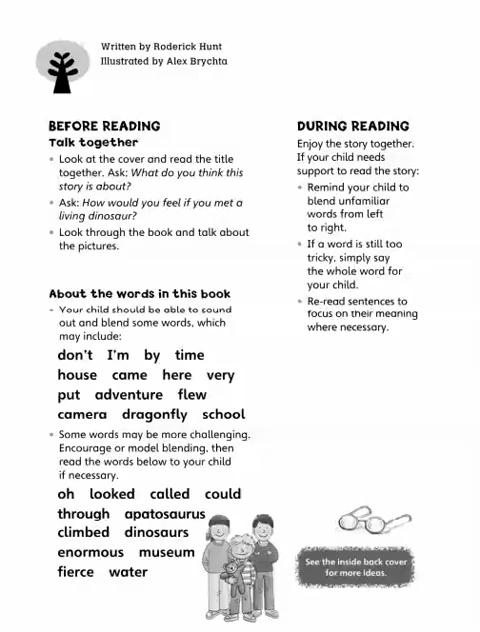 Written by Roderick Hunt
Illustrated by Alex Brychta
BEFORE READING
Talk together
• Look at the cover and read the title
together. Ask: What do you think this
story is about?
• Ask: How would you feel if you met a
living dinosaur?
• Look through the book and talk about
the pictures.
About the words in this book
• Your child should be able to sound
out and blend some words, which
may include:
don't I'm by time
house came here very
put adventure flew
camera dragonfly school
• Some words may be more challenging.
Encourage or model blending, then
read the words below to your child
if necessary.
oh looked called could
through apatosaurus
climbed dinosaurs
enormous museum
fierce water
DURING READING
Enjoy the story together.
If your child needs
support to read the story:
• Remind your child to
blend unfamiliar
words from left
to right.
• If a word is still too
tricky, simply say
the whole word for
your child.
• Re-read sentences to
focus on their meaning
where necessary.
See the inside back cover
for more ideas.